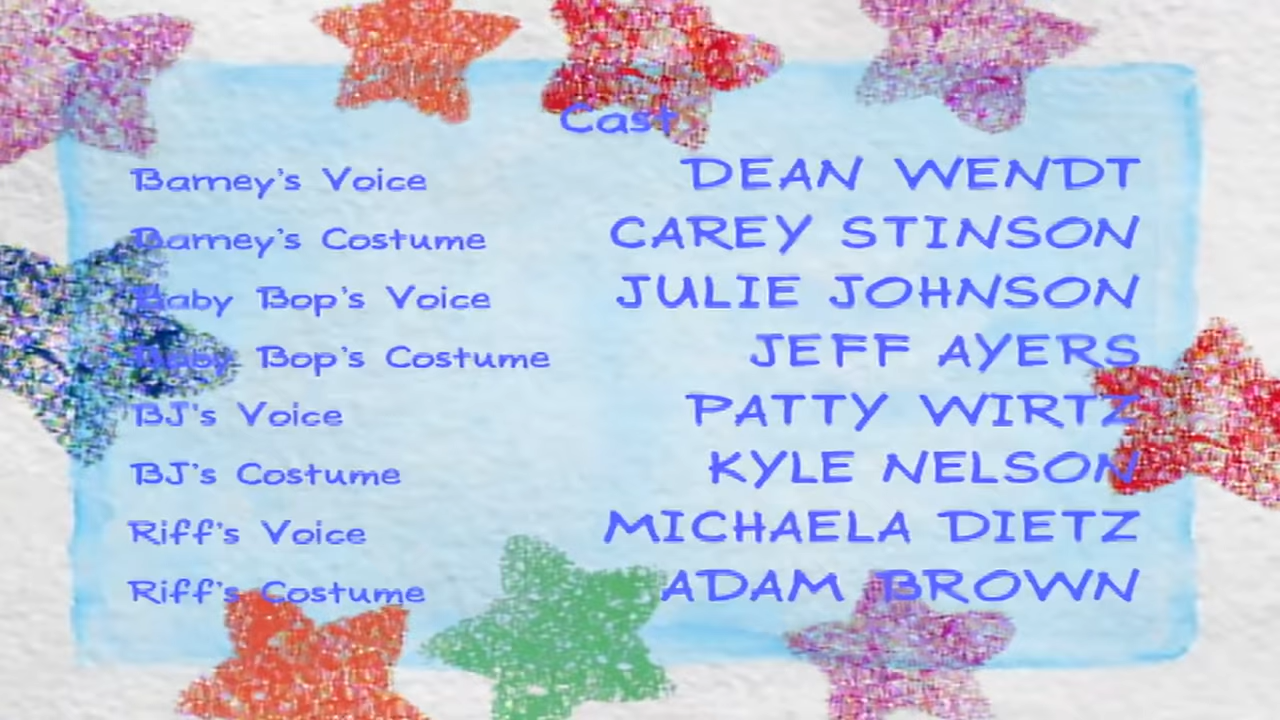 Cast
Barney's Voice DEAN WENDT
Barney's Costume CAREY STINSON
Baby Bop's Voice JULIE JOHNSON
Baby Bop's Costume JEFF AYERS
BJ's Voice PATTY WIRTZ
BJ's Costume KYLE NELSON
Riff's Voice MICHAELA DIETZ
Riff's Costume ADAM BROWN